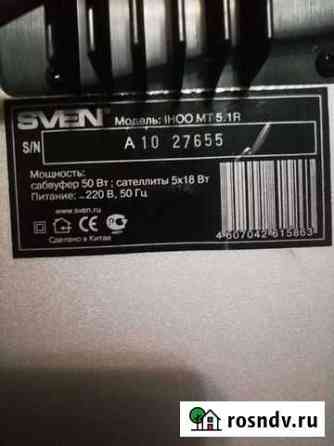 SVEN Модель: IHOO MT 5.1R
S/N A 10 27655
Мощность:
сабвуфер 50 Вт; сателлиты 5х18 Вт
Питание: ~220 В, 50 Гц
www.sven.ru
Сделано в Китае
4 607042 615863
rosndv.ru